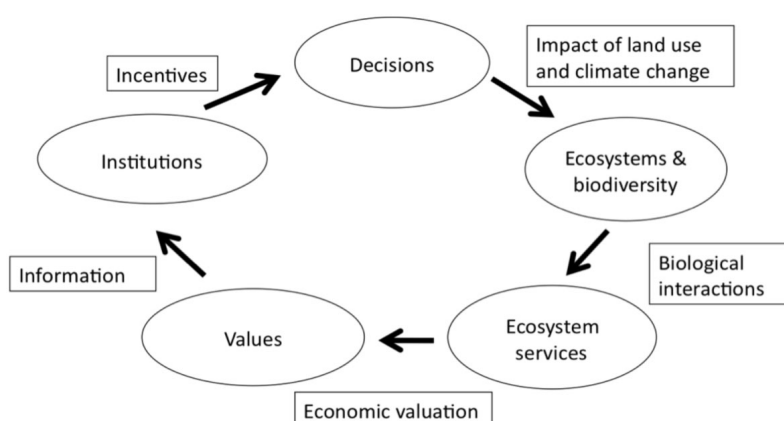 Decisions
Impact of land use
and climate change
Ecosystems &
biodiversity
Biological
interactions
Ecosystem
services
Economic valuation
Values
Information
Institutions
Incentives